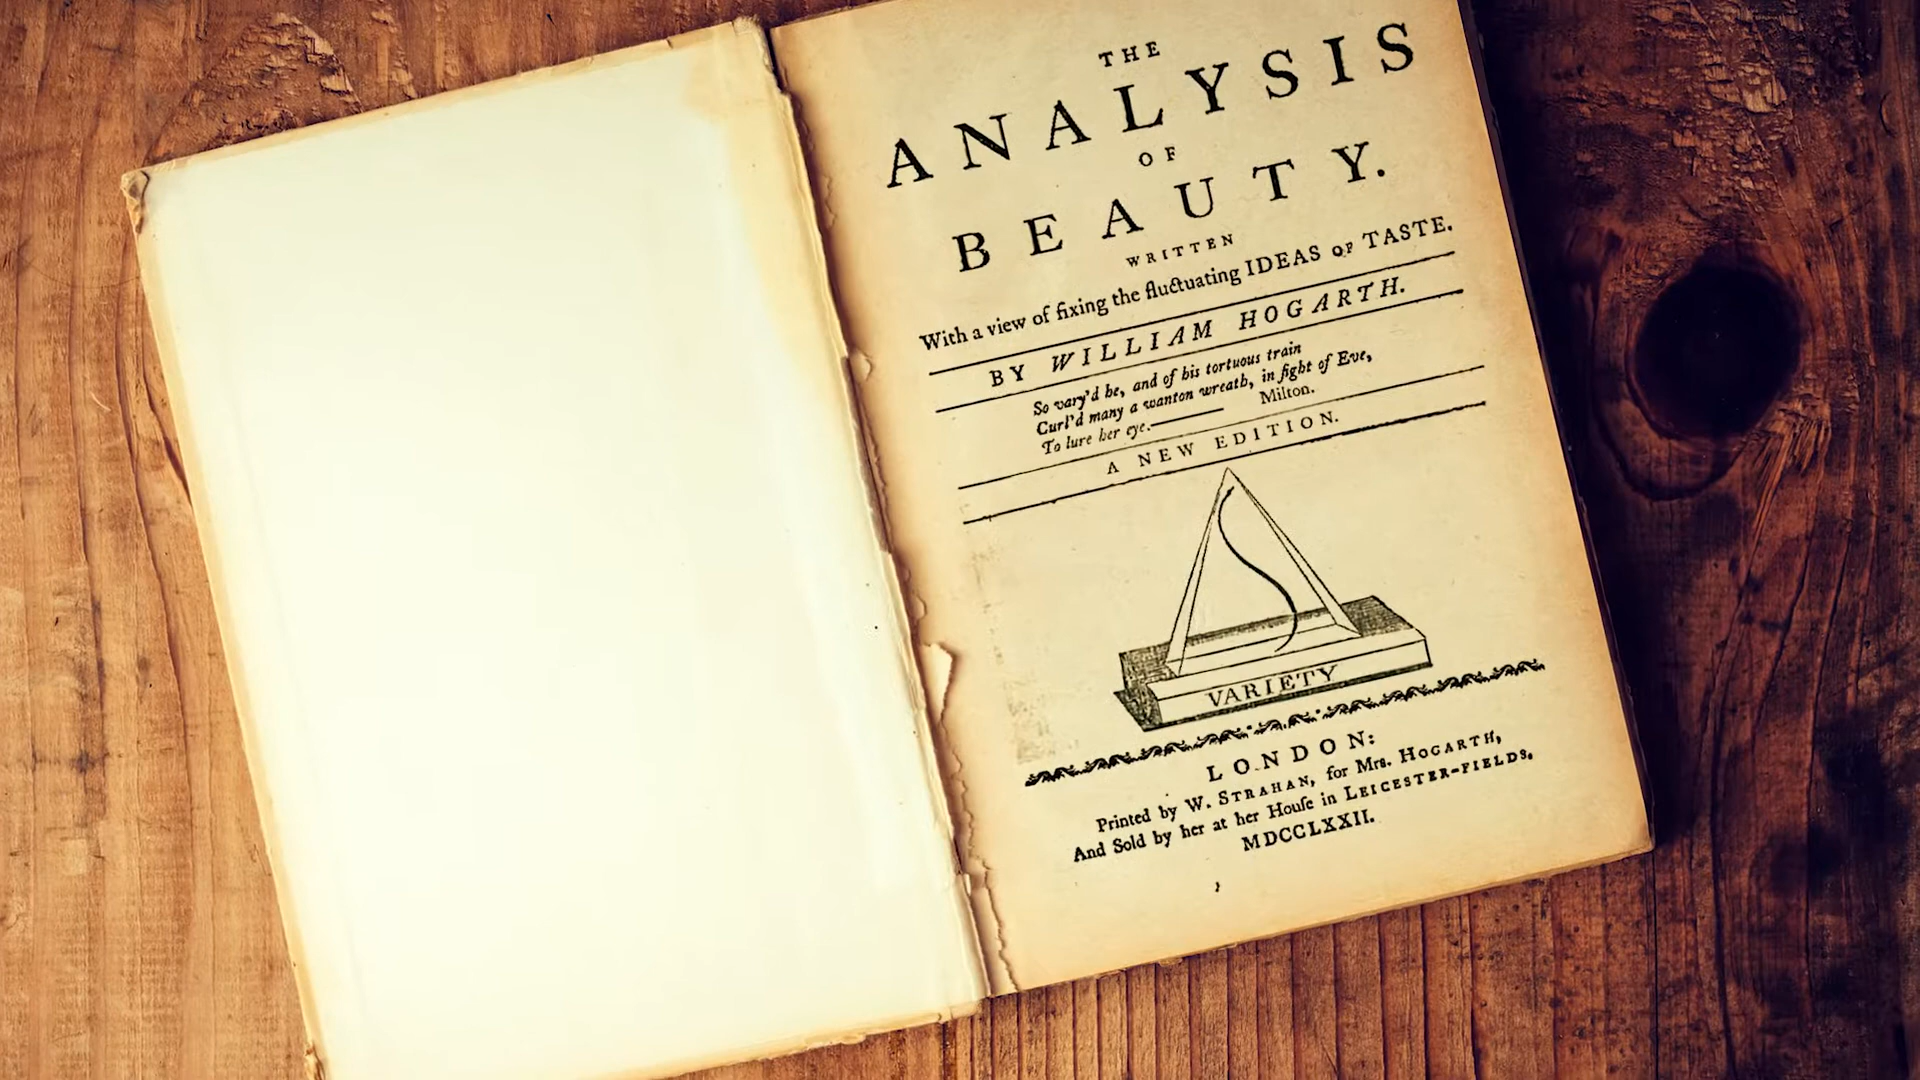 THE
ANALYSIS
OF
BEAUTY.
WRITTEN
With a view of fixing the fluctuating IDEAS OF TASTE.
BY WILLIAM HOGARTH.
So vary'd he, and of his tortuous train
Curl'd many a wanton wreath, in ſight of Eve,
To lure her eye.—— Milton.
A NEW EDITION.
VARIETY
LONDON:
Printed by W. STRAHAN, for Mrs. HOGARTH,
And Sold by her at her Houſe in LEICESTER-FIELDS.
MDCCLXXII.